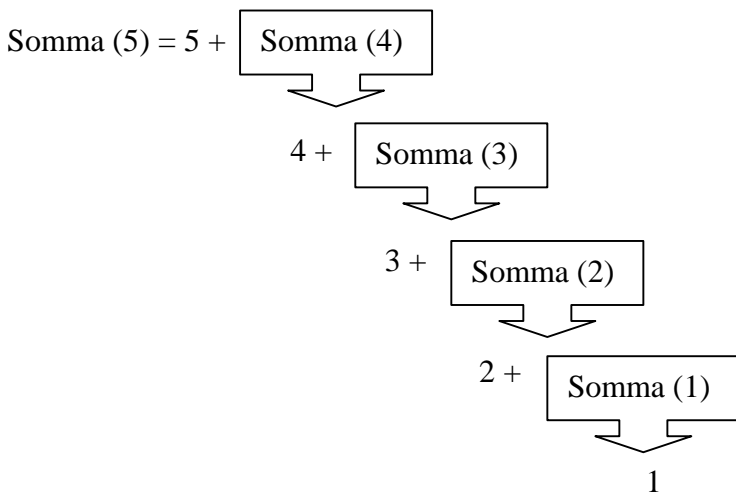 Somma (5) = 5 + Somma (4)
4 + Somma (3)
3 + Somma (2)
2 + Somma (1)
1